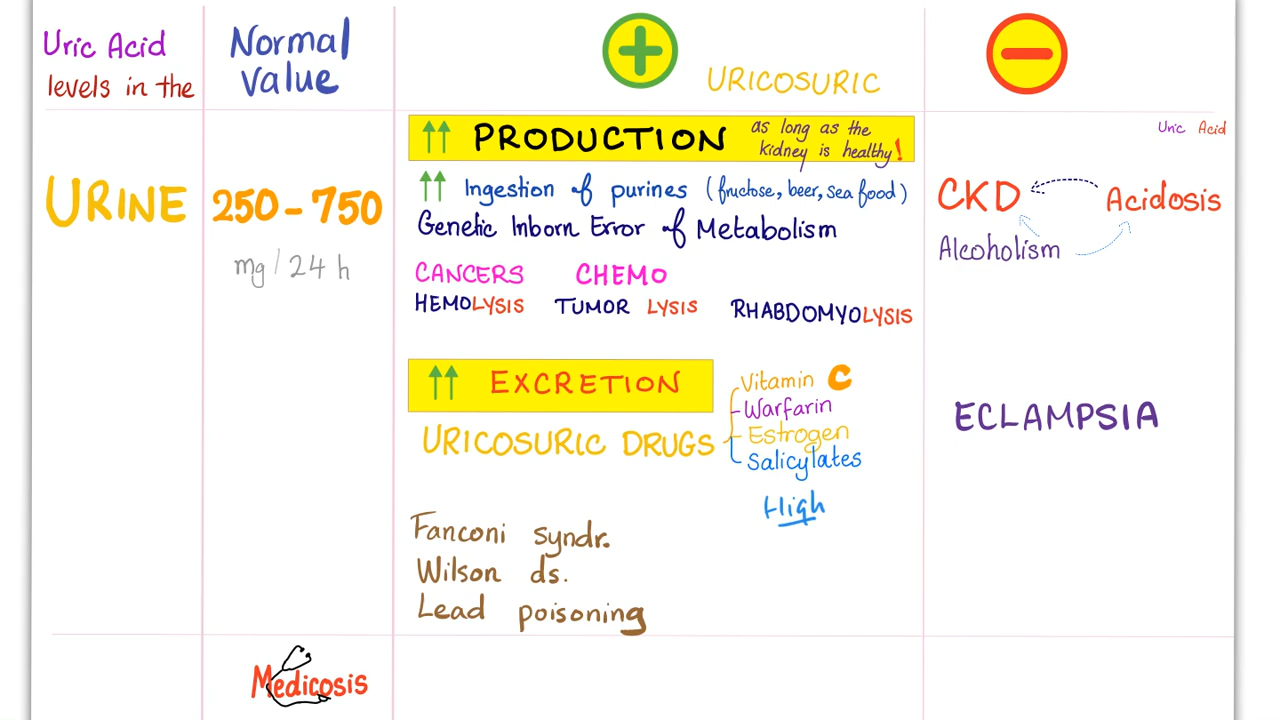 Uric Acid
levels in the
Normal
value
URICOSURIC
↑↑ PRODUCTION as long as the
kidney is healthy!
Uric Acid
URINE
250-750
mg/24 h
↑↑ Ingestion of purines (fructose, beer, sea food)
Genetic Inborn Error of Metabolism
CANCERS CHEMO
HEMOLYSIS TUMOR LYSIS RHABDOMYOLYSIS
CKD Acidosis
Alcoholism
↑↑ EXCRETION
URICOSURIC DRUGS
Vitamin C
Warfarin
Estrogen
Salicylates
High
ECLAMPSIA
Fanconi syndr.
Wilson ds.
Lead poisoning
Medicosis